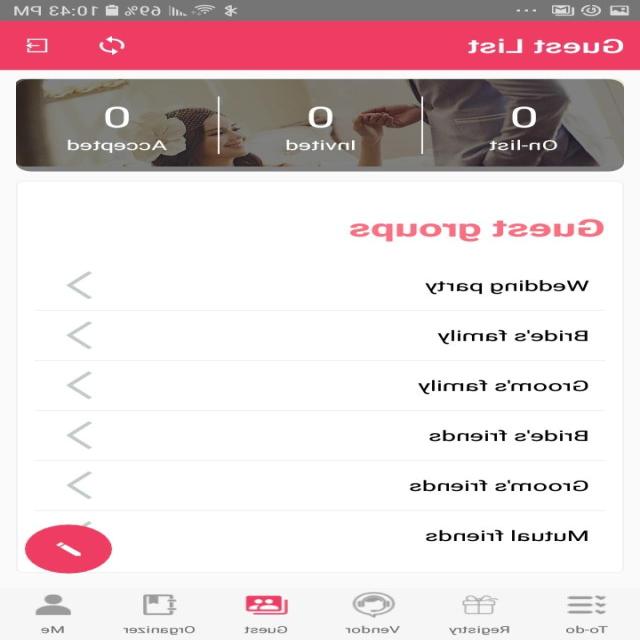 69% 10:43 PM
Guest List
0 0 0
On-list Invited Accepted
Guest groups
Wedding party
Bride's family
Groom's family
Bride's friends
Groom's friends
Mutual friends
To-do Registry Vendor Guest Organizer Me